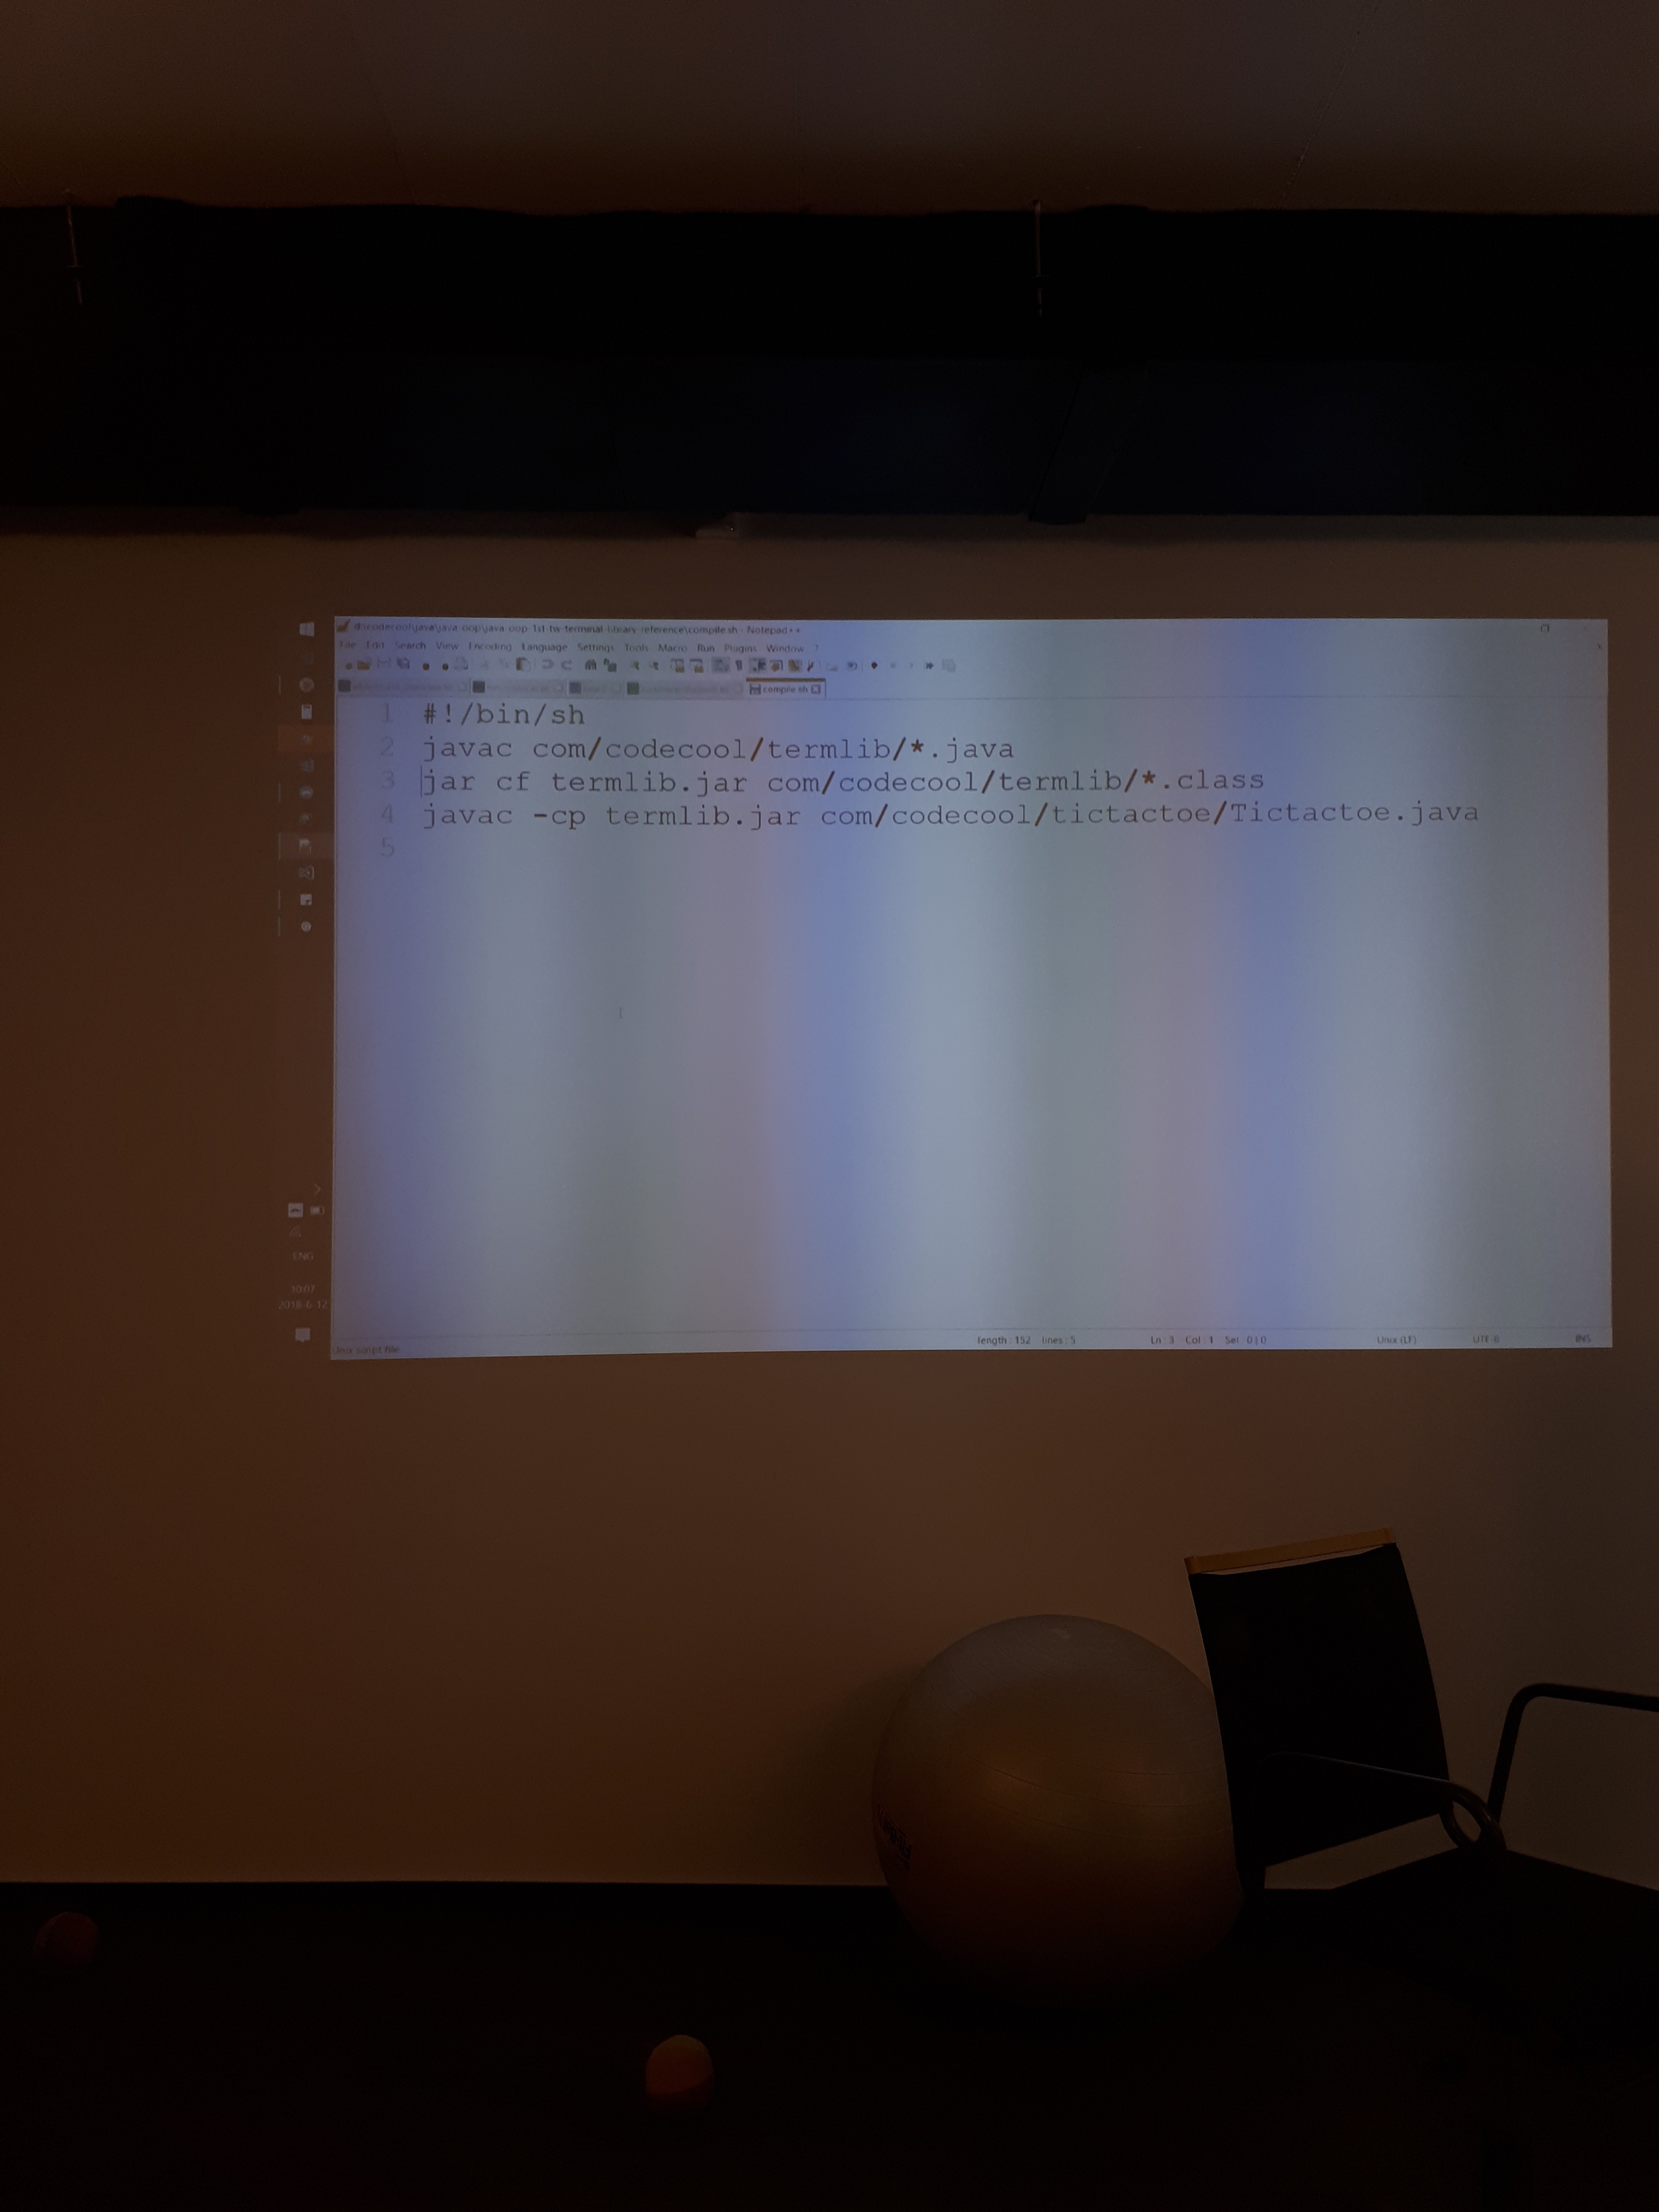 d:\codecool\java\java-oop\java-oop-1st-tw-terminal-library-reference\compile.sh - Notepad++
File Edit Search View Encoding Language Settings Tools Macro Run Plugins Window ?
compile.sh
1 #!/bin/sh
2 javac com/codecool/termlib/*.java
3 jar cf termlib.jar com/codecool/termlib/*.class
4 javac -cp termlib.jar com/codecool/tictactoe/Tictactoe.java
5
ENG
10:07
2018-6-12
Unix script file
length : 152 lines : 5
Ln : 3 Col : 1 Sel : 0 | 0
Unix (LF)
UTF-8
INS